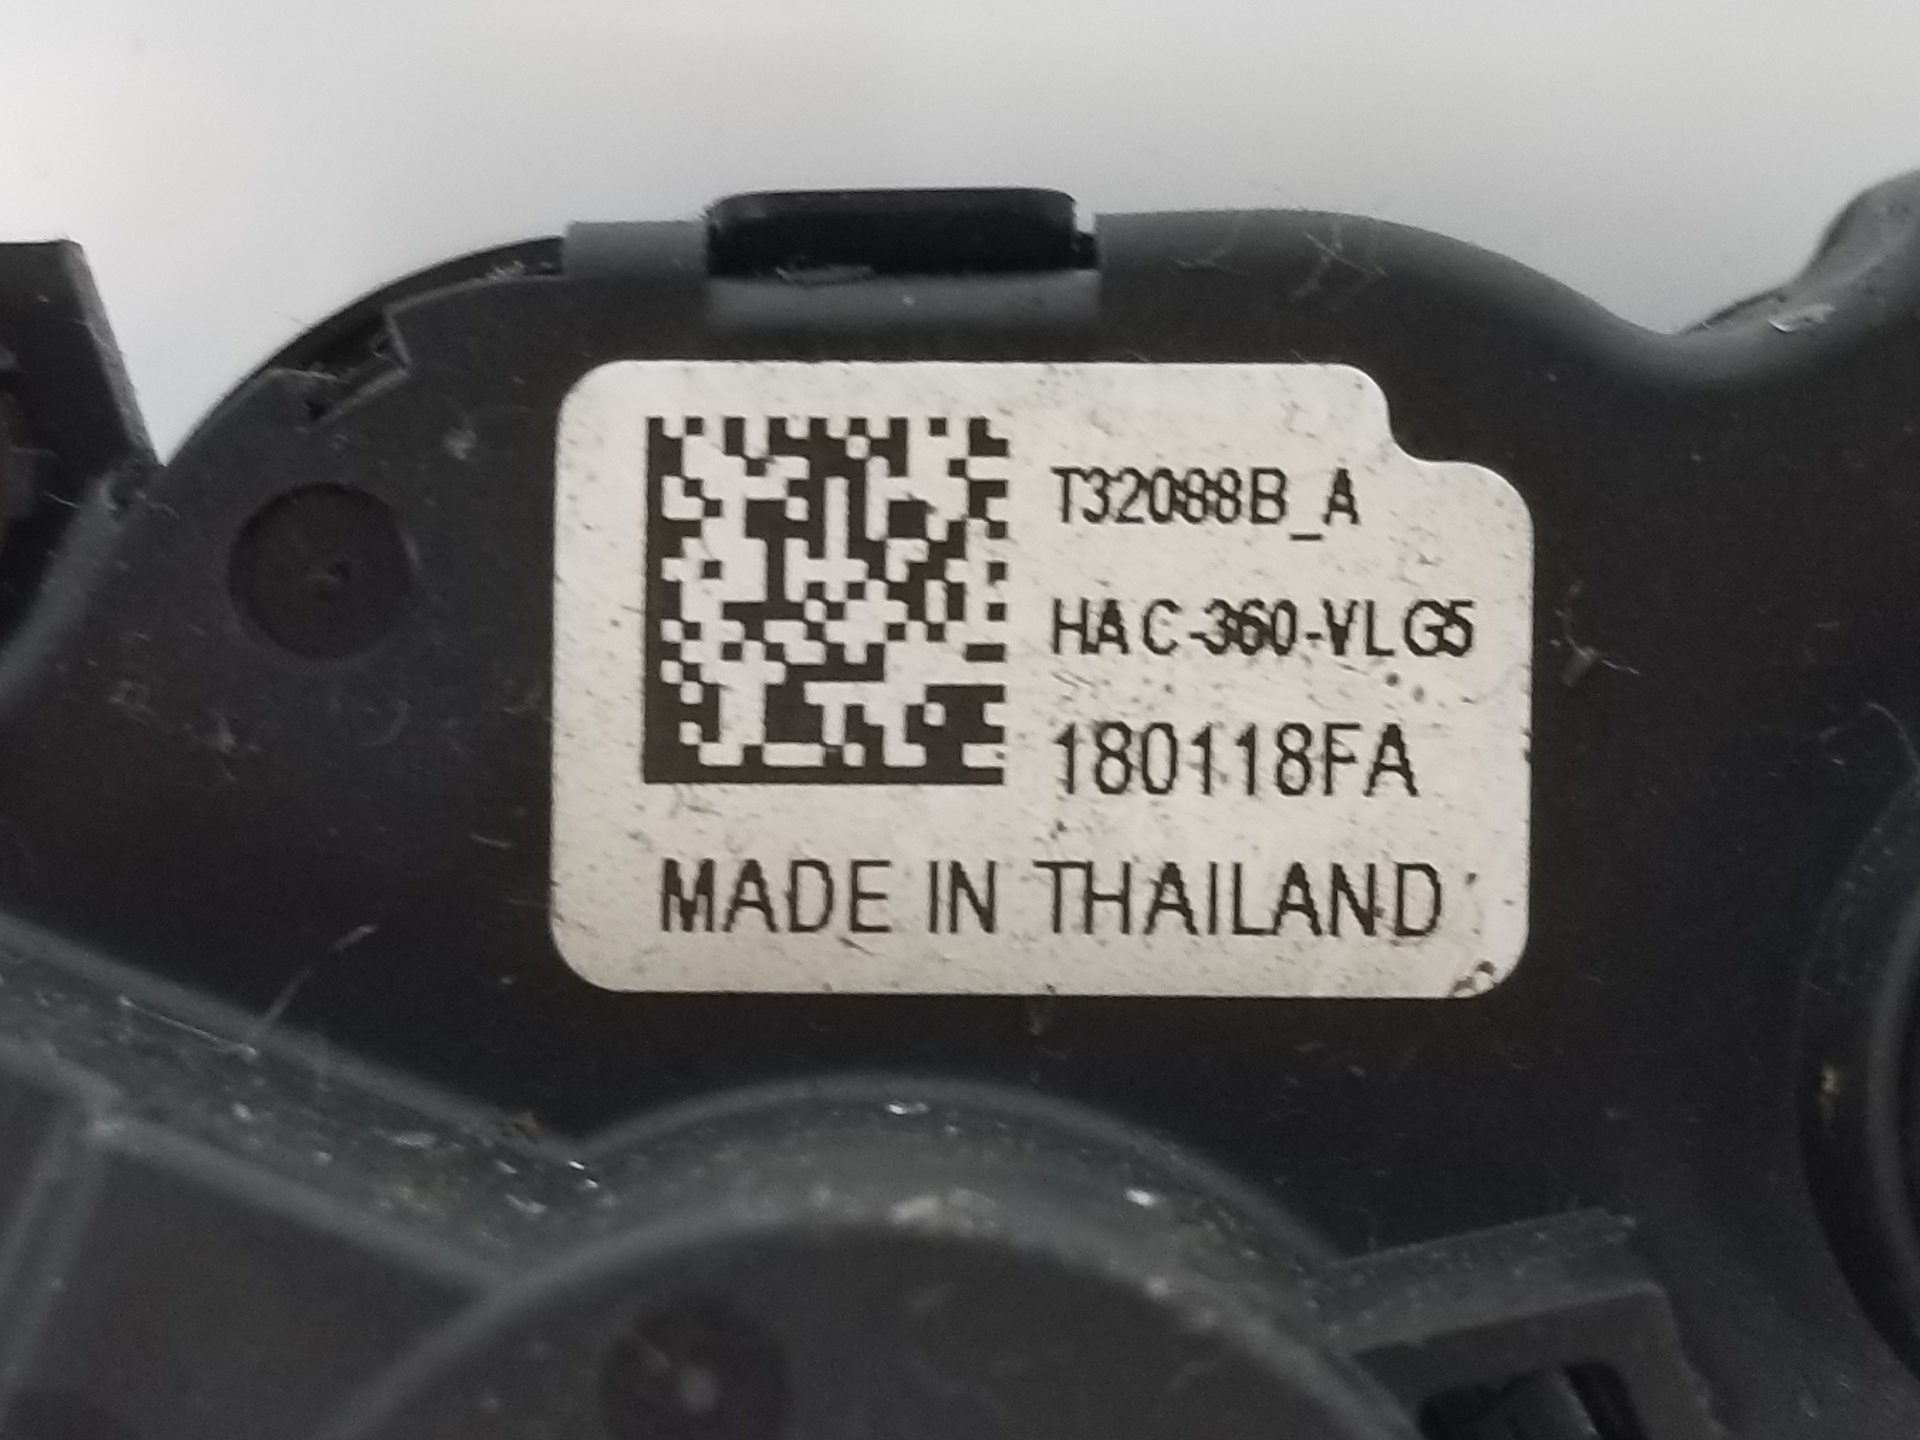 T32088B_A
HAC-360-VLG5
180118FA
MADE IN THAILAND